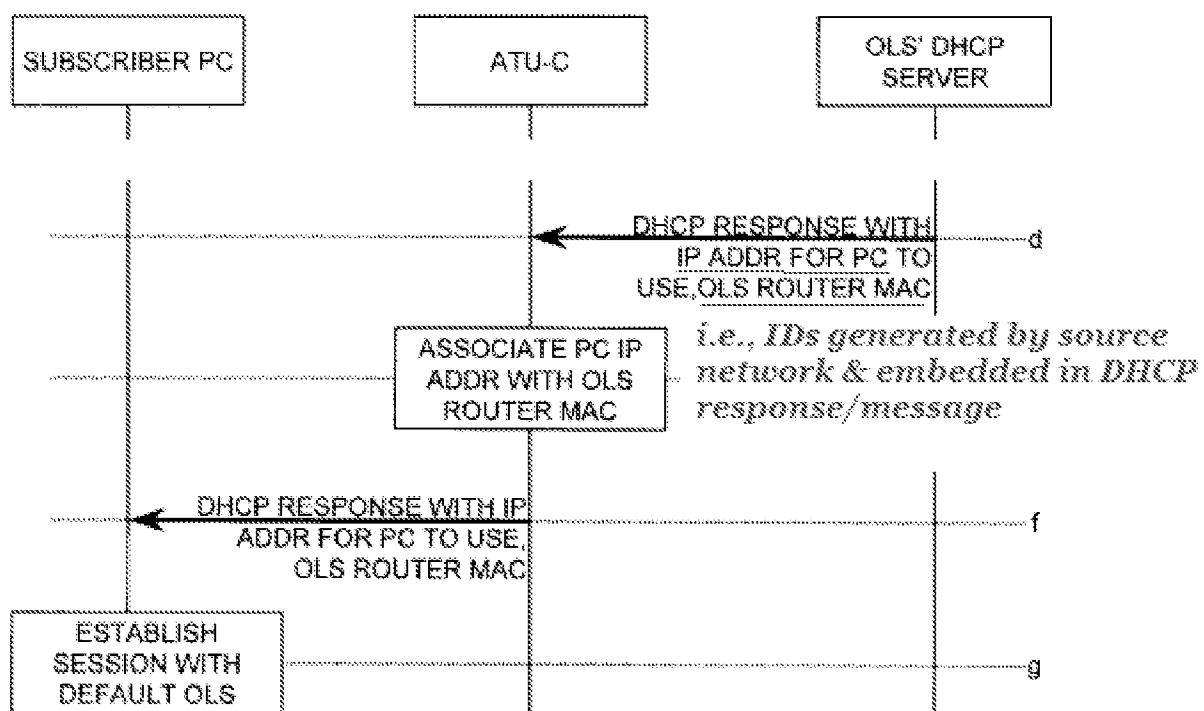 SUBSCRIBER PC
ATU-C
OLS' DHCP
SERVER
DHCP RESPONSE WITH
IP ADDR FOR PC TO
USE,OLS ROUTER MAC
d
i.e., IDs generated by source
network & embedded in DHCP
response/message
ASSOCIATE PC IP
ADDR WITH OLS
ROUTER MAC
DHCP RESPONSE WITH IP
ADDR FOR PC TO USE,
OLS ROUTER MAC
f
ESTABLISH
SESSION WITH
DEFAULT OLS
g